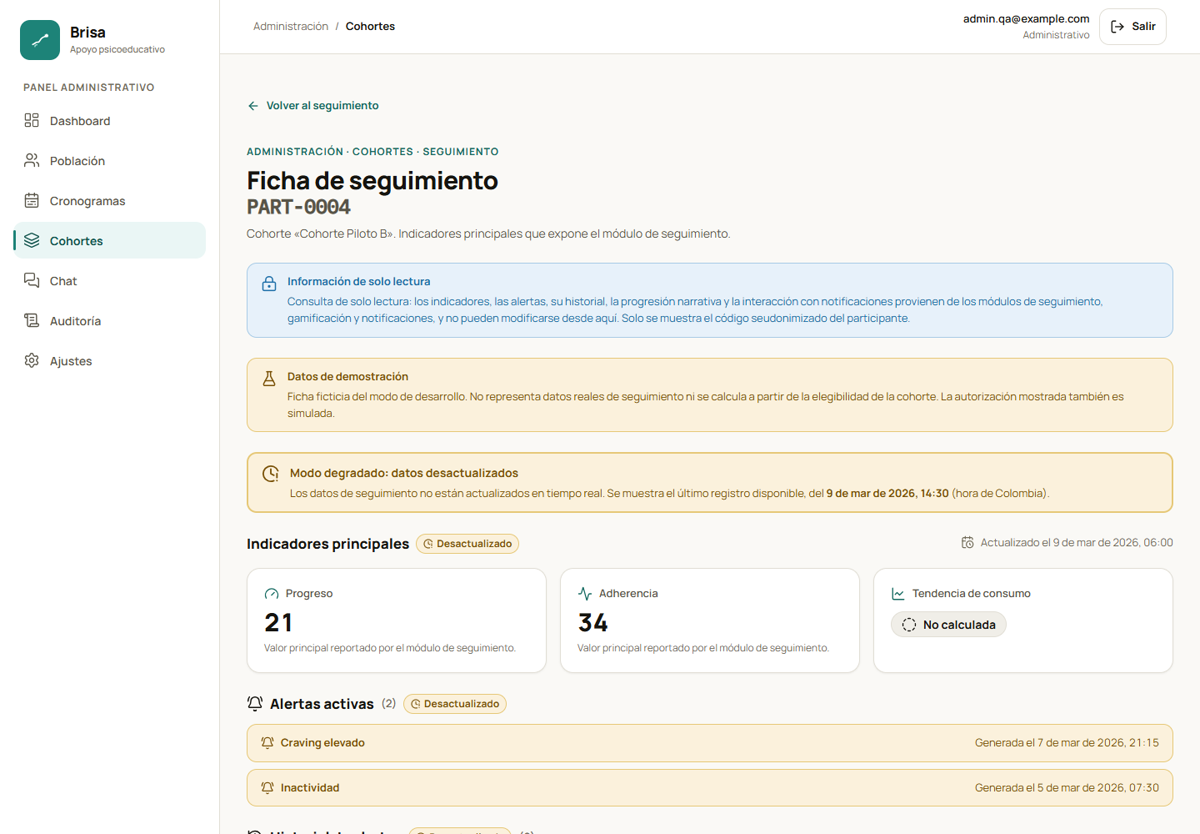 Brisa
Apoyo psicoeducativo
PANEL ADMINISTRATIVO
Dashboard
Población
Cronogramas
Cohortes
Chat
Auditoría
Ajustes
Administración / Cohortes
admin.qa@example.com
Administrativo
Salir
Volver al seguimiento
ADMINISTRACIÓN · COHORTES · SEGUIMIENTO
Ficha de seguimiento
PART-0004
Cohorte «Cohorte Piloto B». Indicadores principales que expone el módulo de seguimiento.
Información de solo lectura
Consulta de solo lectura: los indicadores, las alertas, su historial, la progresión narrativa y la interacción con notificaciones provienen de los módulos de seguimiento,
gamificación y notificaciones, y no pueden modificarse desde aquí. Solo se muestra el código seudonimizado del participante.
Datos de demostración
Ficha ficticia del modo de desarrollo. No representa datos reales de seguimiento ni se calcula a partir de la elegibilidad de la cohorte. La autorización mostrada también es
simulada.
Modo degradado: datos desactualizados
Los datos de seguimiento no están actualizados en tiempo real. Se muestra el último registro disponible, del 9 de mar de 2026, 14:30 (hora de Colombia).
Indicadores principales Desactualizado Actualizado el 9 de mar de 2026, 06:00
Progreso
21
Valor principal reportado por el módulo de seguimiento.
Adherencia
34
Valor principal reportado por el módulo de seguimiento.
Tendencia de consumo
No calculada
Alertas activas (2) Desactualizado
Craving elevado Generada el 7 de mar de 2026, 21:15
Inactividad Generada el 5 de mar de 2026, 07:30